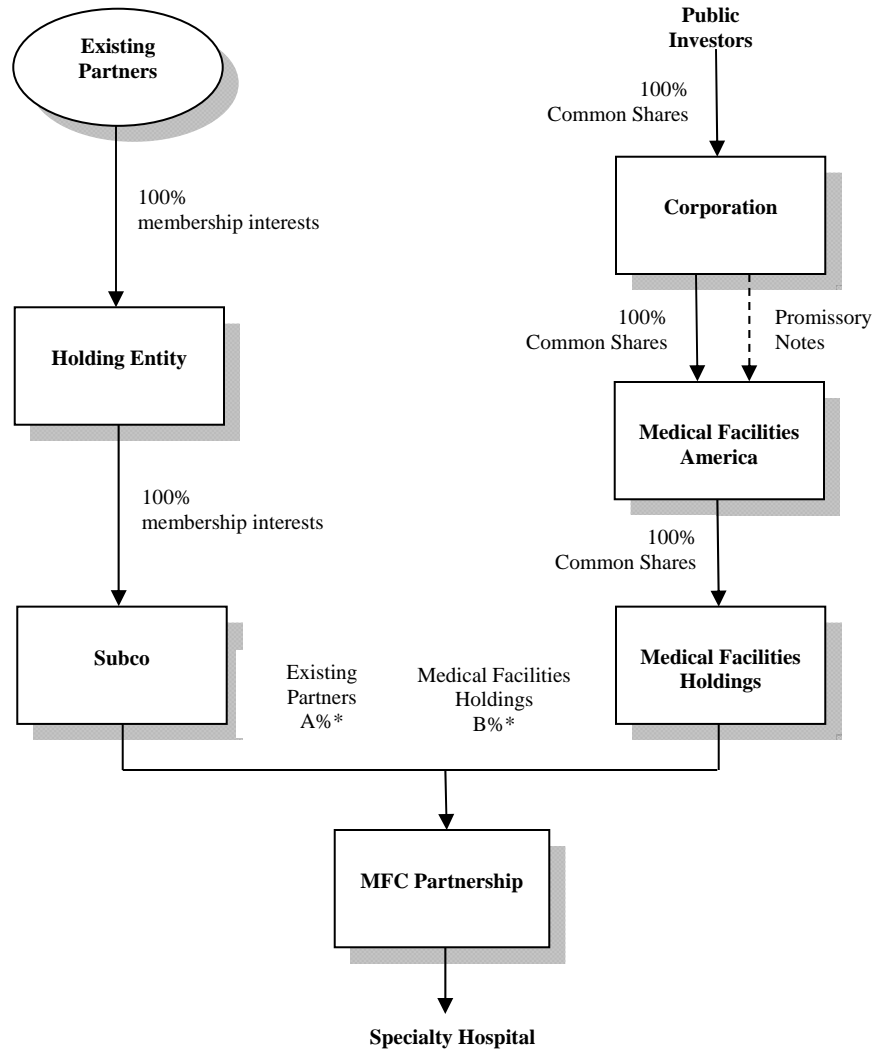 Existing
Partners
100%
membership interests
Holding Entity
100%
membership interests
Subco
Public
Investors
100%
Common Shares
Corporation
100%
Common Shares
Promissory
Notes
Medical Facilities
America
100%
Common Shares
Medical Facilities
Holdings
Existing
Partners
A%*
Medical Facilities
Holdings
B%*
MFC Partnership
Specialty Hospital